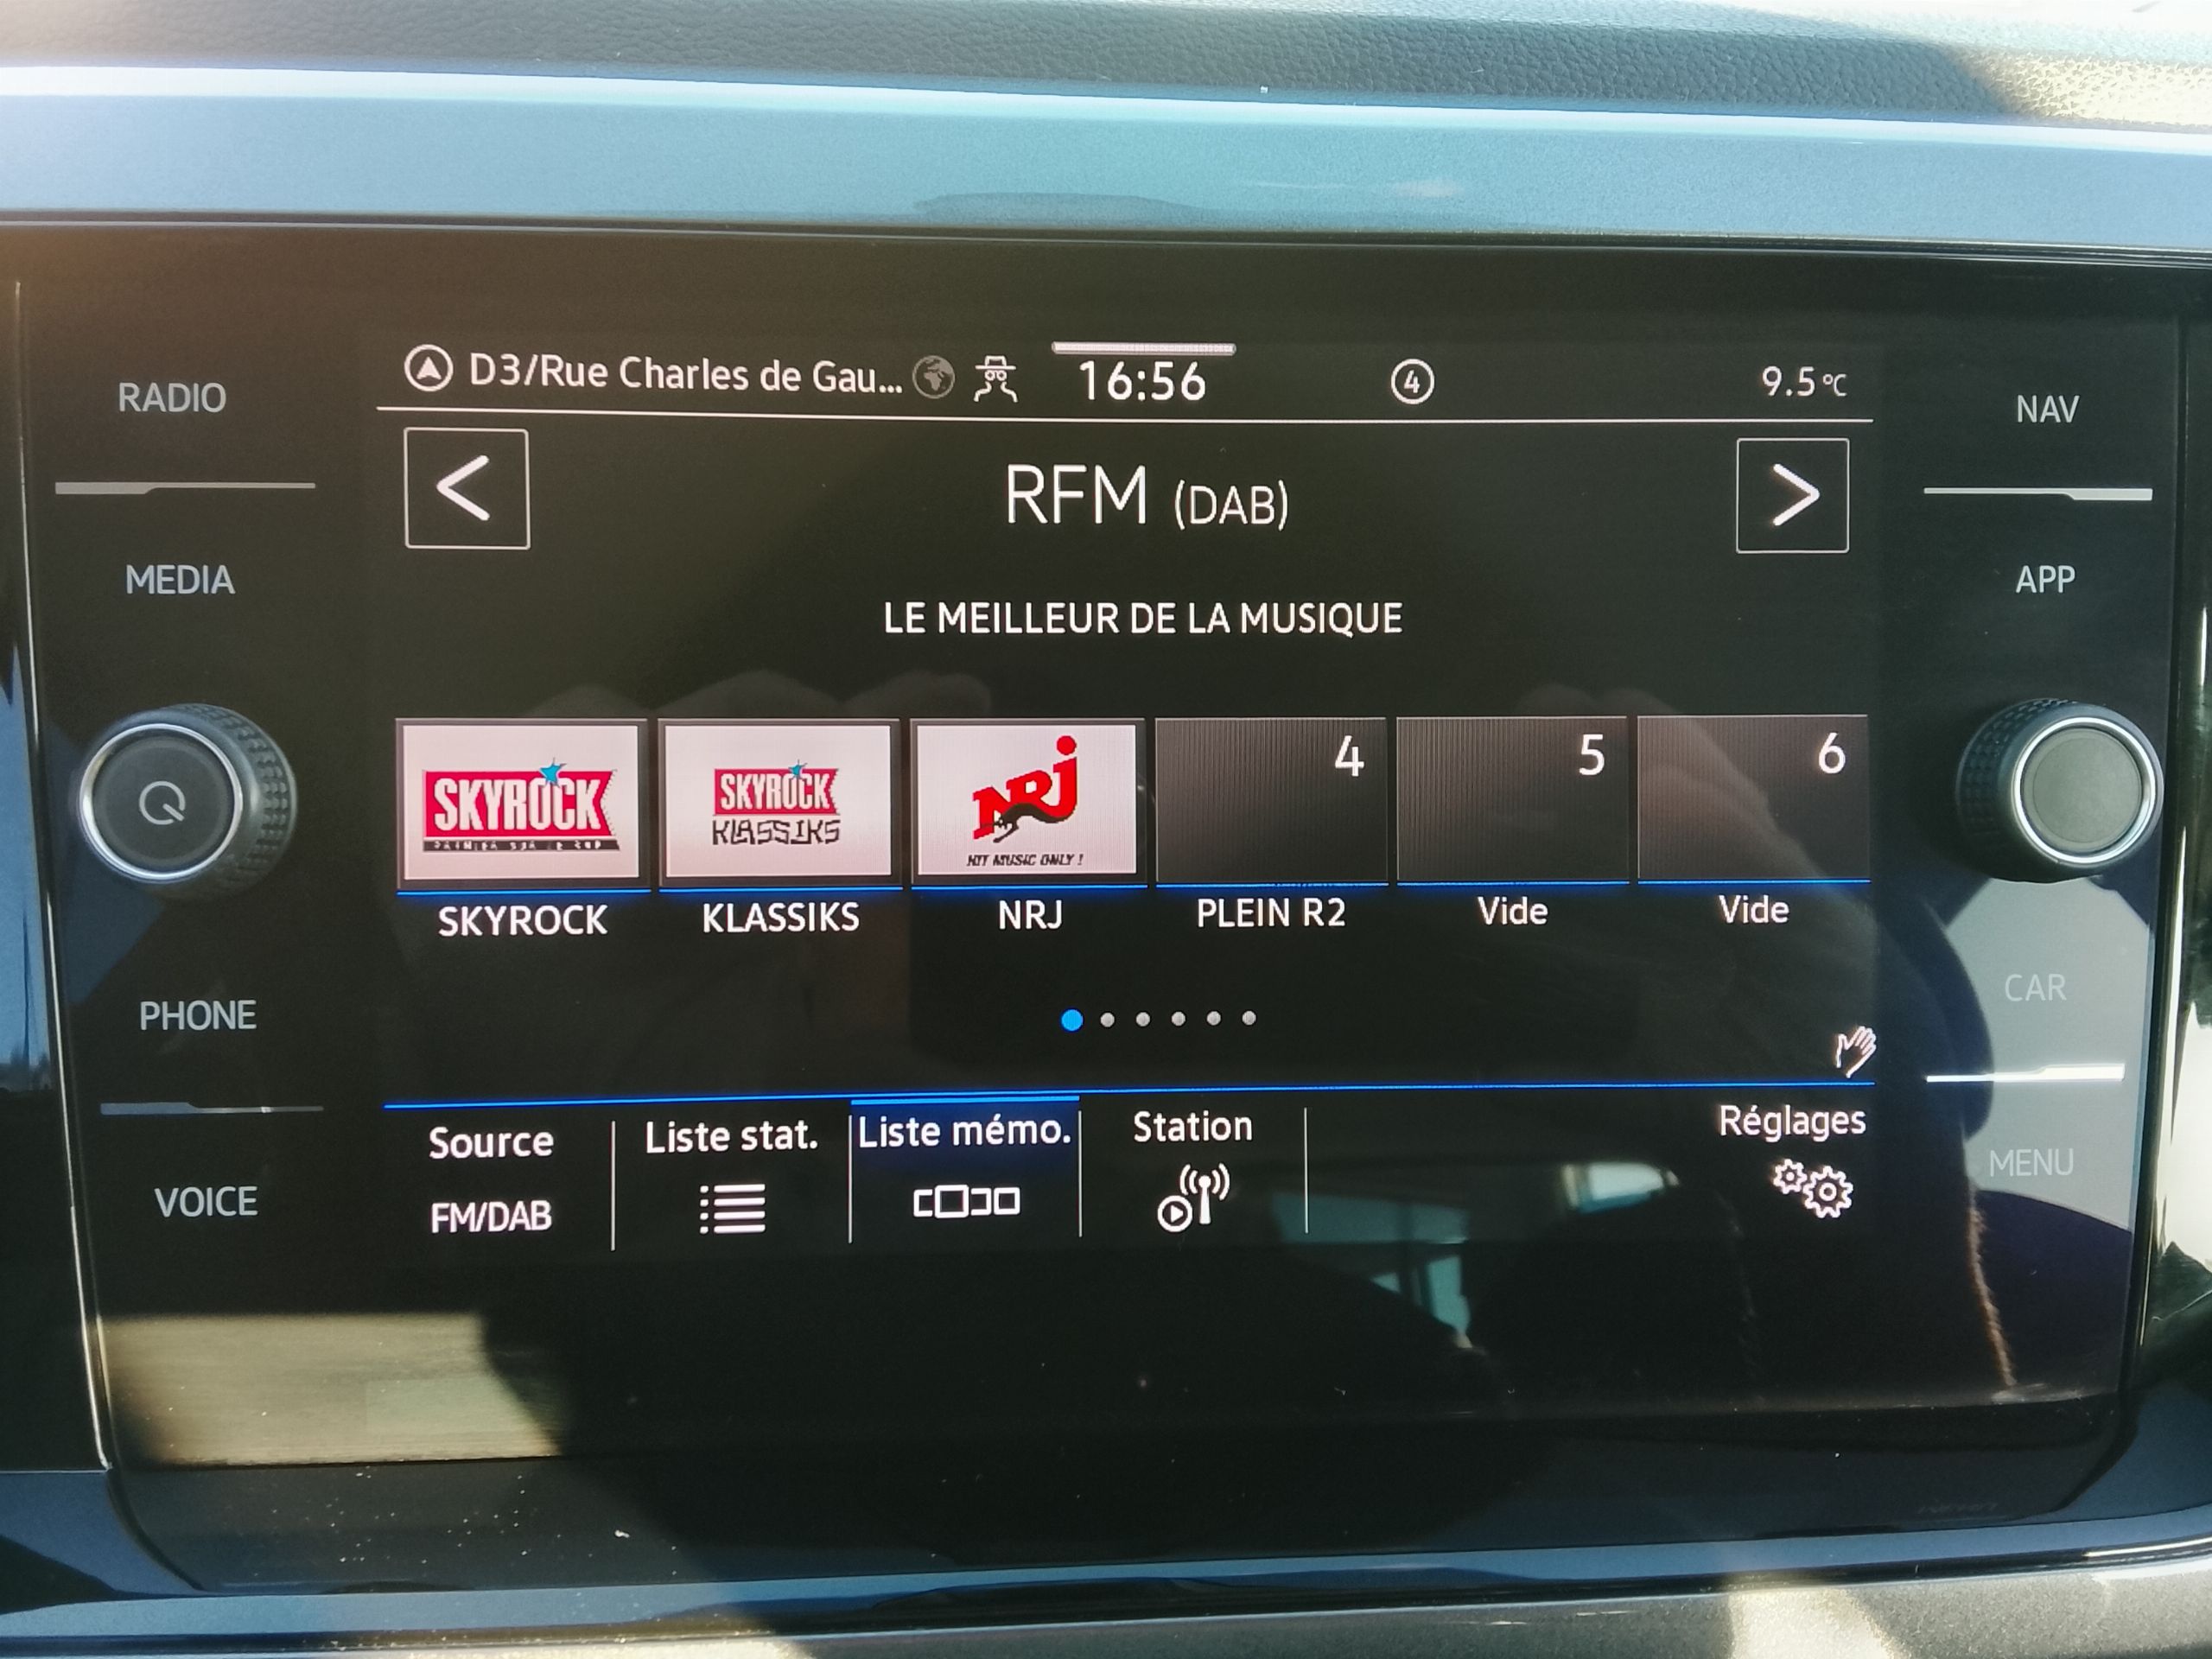 RADIO
MEDIA
PHONE
VOICE
D3/Rue Charles de Gau...
16:56
4
9.5 °C
<
RFM (DAB)
>
LE MEILLEUR DE LA MUSIQUE
SKYROCK
SKYROCK
KLASSIKS
NRJ
HIT MUSIC ONLY !
4
5
6
SKYROCK
KLASSIKS
NRJ
PLEIN R2
Vide
Vide
Source
FM/DAB
Liste stat.
Liste mémo.
Station
Réglages
NAV
APP
CAR
MENU